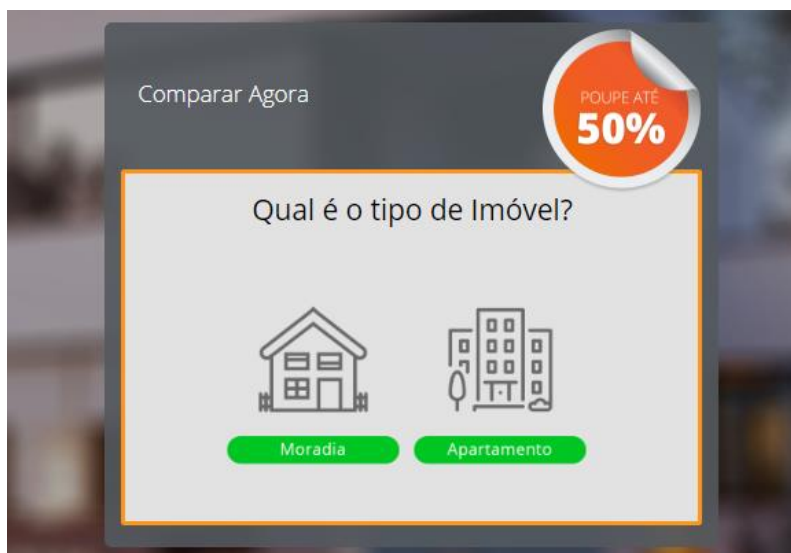 Comparar Agora
POUPE ATÉ
50%
Qual é o tipo de Imóvel?
Moradia
Apartamento